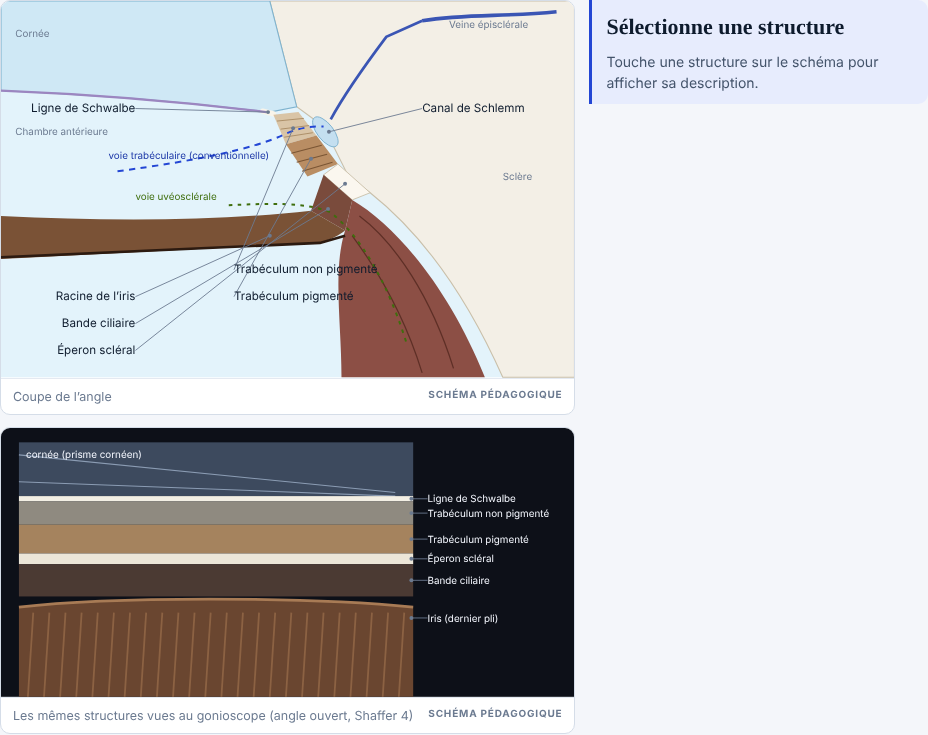 Cornée
Veine épisclérale
Ligne de Schwalbe
Canal de Schlemm
Chambre antérieure
voie trabéculaire (conventionnelle)
Sclère
voie uvéosclérale
Trabéculum non pigmenté
Racine de l’iris
Trabéculum pigmenté
Bande ciliaire
Éperon scléral
Coupe de l’angle
SCHÉMA PÉDAGOGIQUE
cornée (prisme cornéen)
Ligne de Schwalbe
Trabéculum non pigmenté
Trabéculum pigmenté
Éperon scléral
Bande ciliaire
Iris (dernier pli)
Les mêmes structures vues au gonioscope (angle ouvert, Shaffer 4)
SCHÉMA PÉDAGOGIQUE
Sélectionne une structure
Touche une structure sur le schéma pour
afficher sa description.